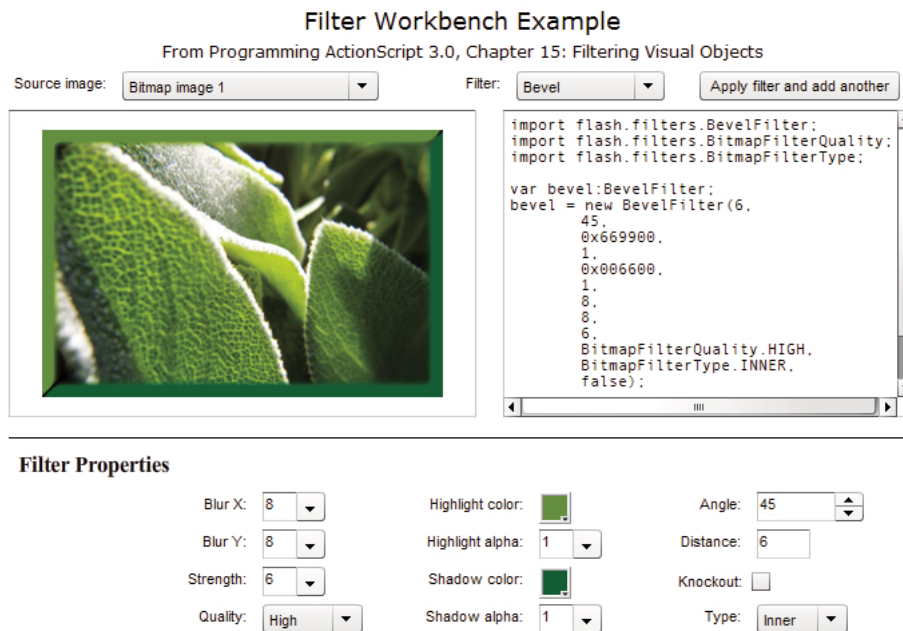 Filter Workbench Example
From Programming ActionScript 3.0, Chapter 15: Filtering Visual Objects
Source image: Bitmap image 1 Filter: Bevel Apply filter and add another
import flash.filters.BevelFilter;
import flash.filters.BitmapFilterQuality;
import flash.filters.BitmapFilterType;
var bevel:BevelFilter;
bevel = new BevelFilter(6,
45,
0x669900,
1,
0x006600,
1,
8,
8,
6,
BitmapFilterQuality.HIGH,
BitmapFilterType.INNER,
false);
Filter Properties
Blur X: 8 Highlight color: Angle: 45
Blur Y: 8 Highlight alpha: 1 Distance: 6
Strength: 6 Shadow color: Knockout:
Quality: High Shadow alpha: 1 Type: Inner